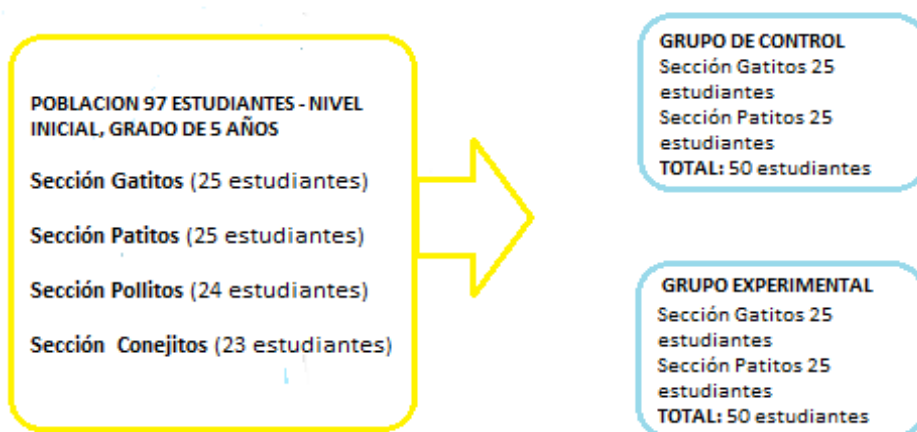 POBLACION 97 ESTUDIANTES - NIVEL
INICIAL, GRADO DE 5 AÑOS
Sección Gatitos (25 estudiantes)
Sección Patitos (25 estudiantes)
Sección Pollitos (24 estudiantes)
Sección Conejitos (23 estudiantes)
GRUPO DE CONTROL
Sección Gatitos 25
estudiantes
Sección Patitos 25
estudiantes
TOTAL: 50 estudiantes
GRUPO EXPERIMENTAL
Sección Gatitos 25
estudiantes
Sección Patitos 25
estudiantes
TOTAL: 50 estudiantes